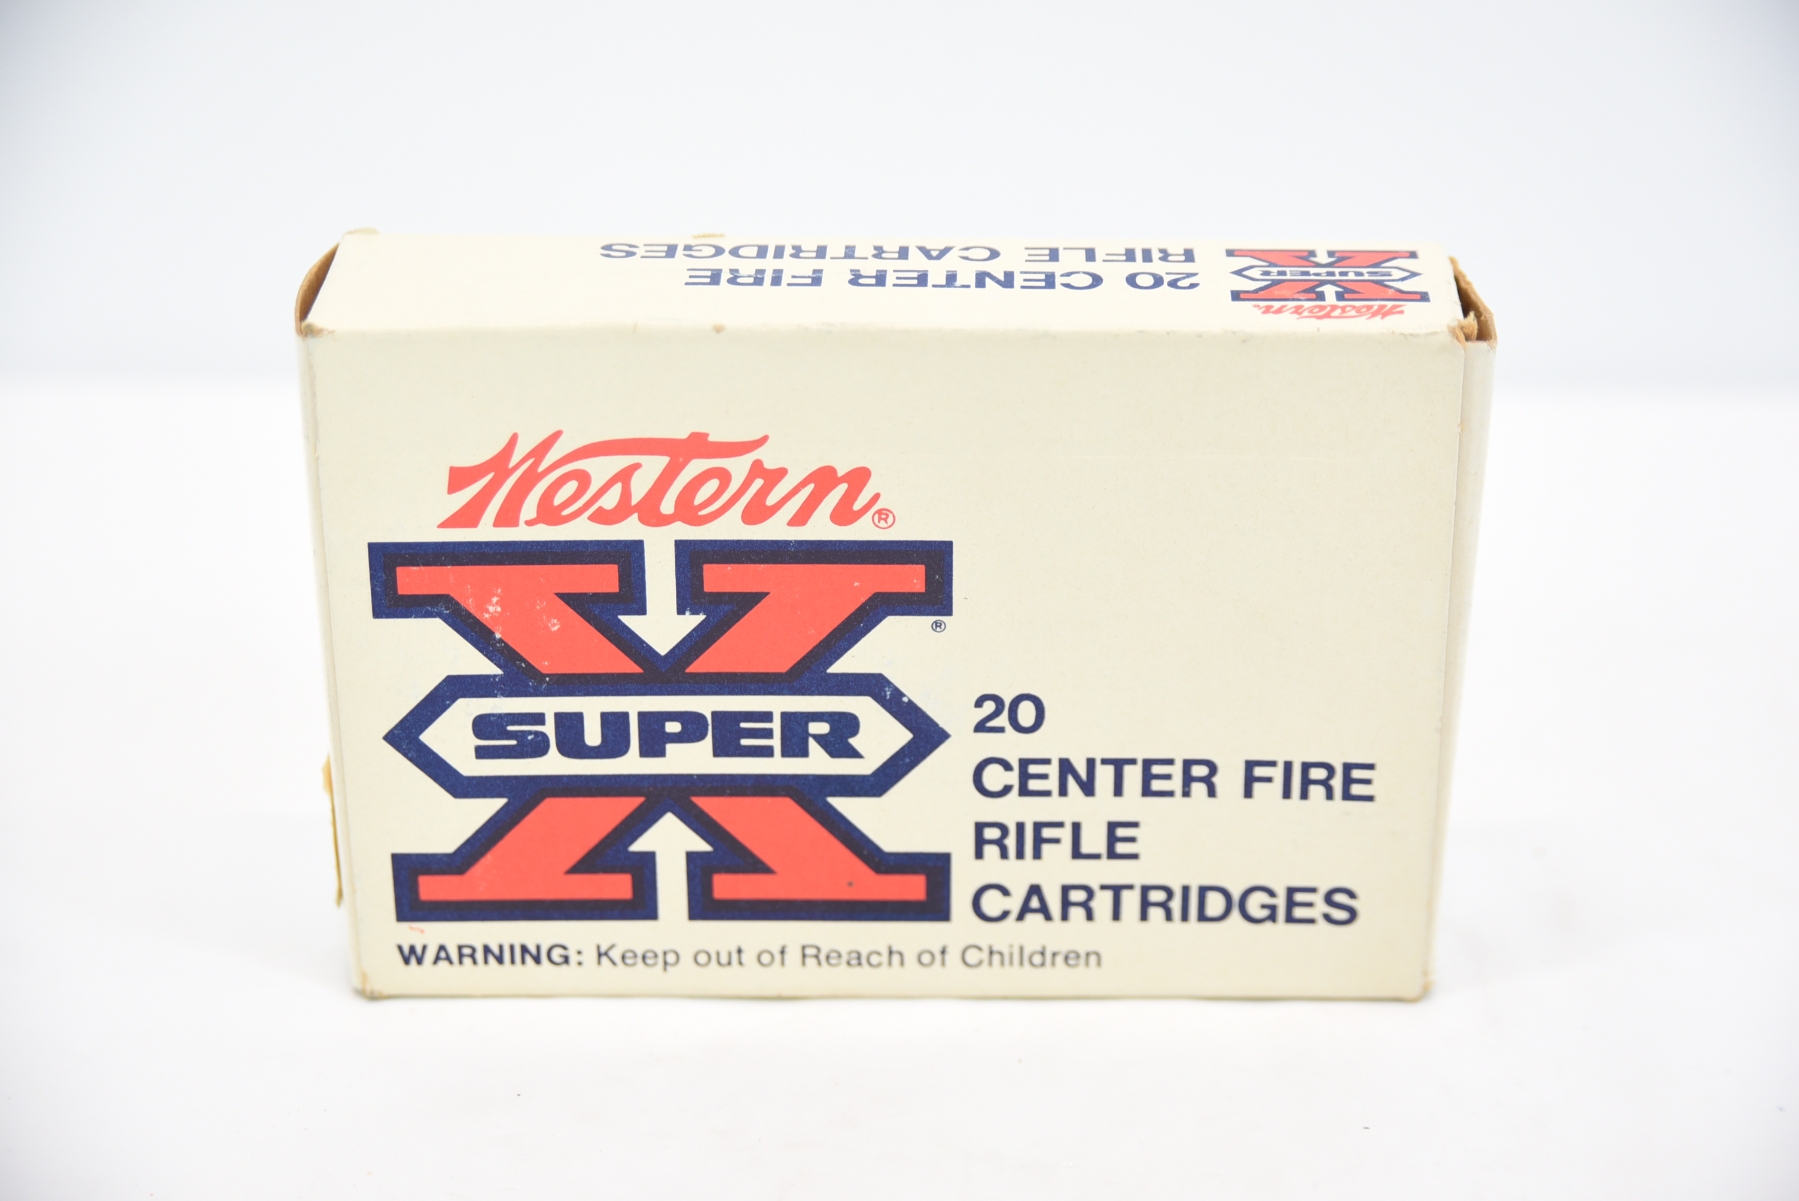 20 CENTER FIRE
RIFLE CARTRIDGES
Western
SUPER
X
Western®
X
SUPER
®
20
CENTER FIRE
RIFLE
CARTRIDGES
WARNING: Keep out of Reach of Children